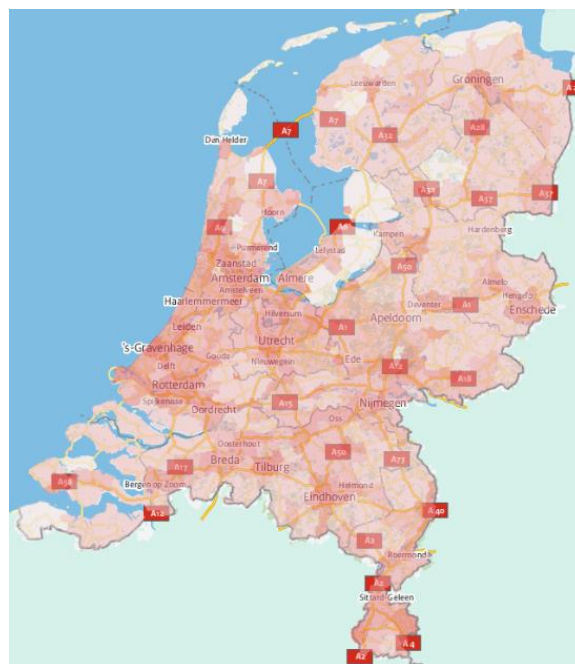 Groningen
Leeuwarden
A7
A7
A32
A28
Den Helder
A7
A32
A37
A37
Hoorn
A9
A6
Kampen
Hardenberg
Purmerend
Lelystad
Zaanstad
A50
Amsterdam
Almere
Almelo
Amstelveen
Hengelo
Haarlemmermeer
Deventer
A1
Enschede
Hilversum
Apeldoorn
Leiden
A1
Utrecht
's-Gravenhage
Gouda
Nieuwegein
Ede
Delft
A12
A18
Rotterdam
Spijkenisse
A15
Nijmegen
Dordrecht
Oss
Oosterhout
A50
A73
Breda
Tilburg
A17
A58
Bergen op Zoom
Helmond
Eindhoven
A12
A40
A2
Roermond
A2
Sittard-Geleen
A2